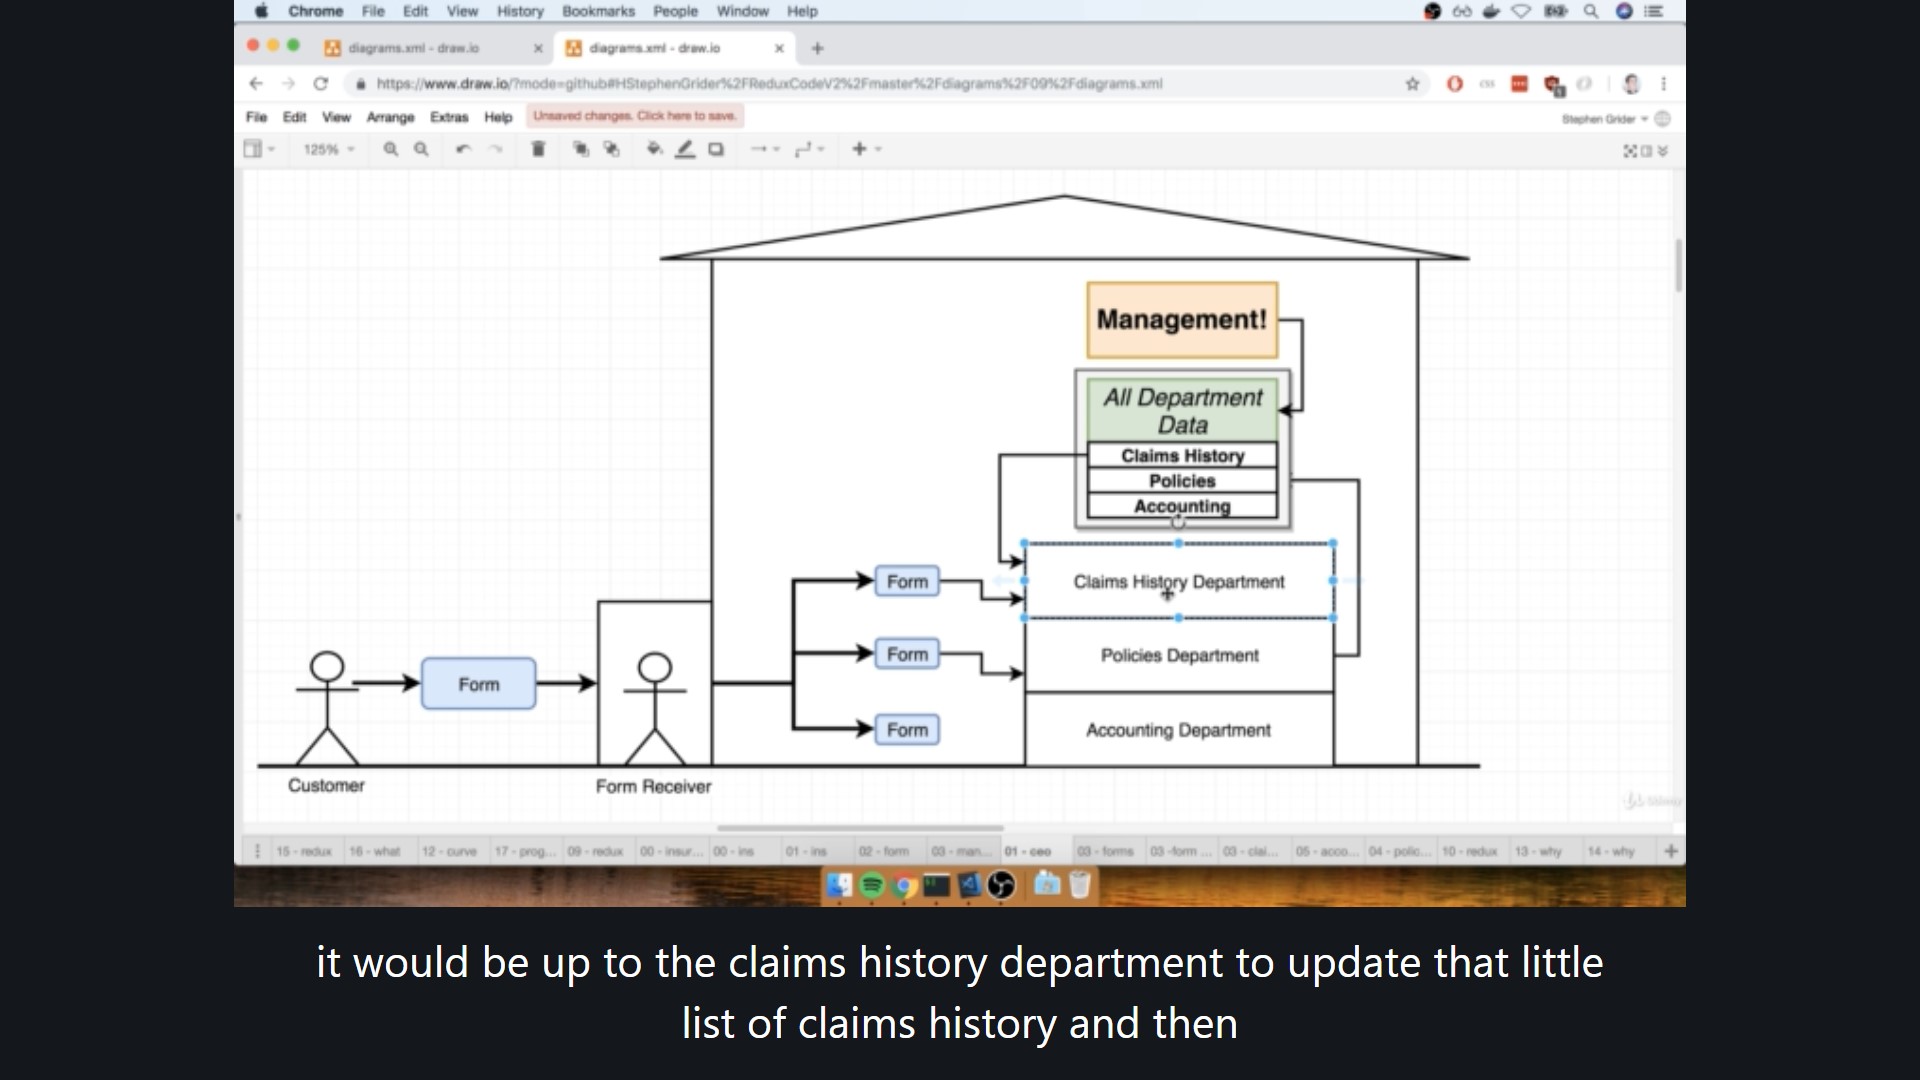 Chrome File Edit View History Bookmarks People Window Help
diagrams.xml - draw.io
diagrams.xml - draw.io
https://www.draw.io/?mode=github#HStephenGrider%2FReduxCodeV2%2Fmaster%2Fdiagrams%2F09%2Fdiagrams.xml
File Edit View Arrange Extras Help Unsaved changes. Click here to save.
Stephen Grider
125%
Management!
All Department
Data
Claims History
Policies
Accounting
Form
Claims History Department
Form
Policies Department
Form
Form
Accounting Department
Customer
Form Receiver
15 - redux 16 - what 12 - curve 17 - prog... 09 - redux 00 - insur... 00 - ins 01 - ins 02 - form 03 - man... 01 - ceo 03 - forms 03 -form ... 03 - clai... 05 - acco... 04 - polic... 10 - redux 13 - why 14 - why
it would be up to the claims history department to update that little
list of claims history and then